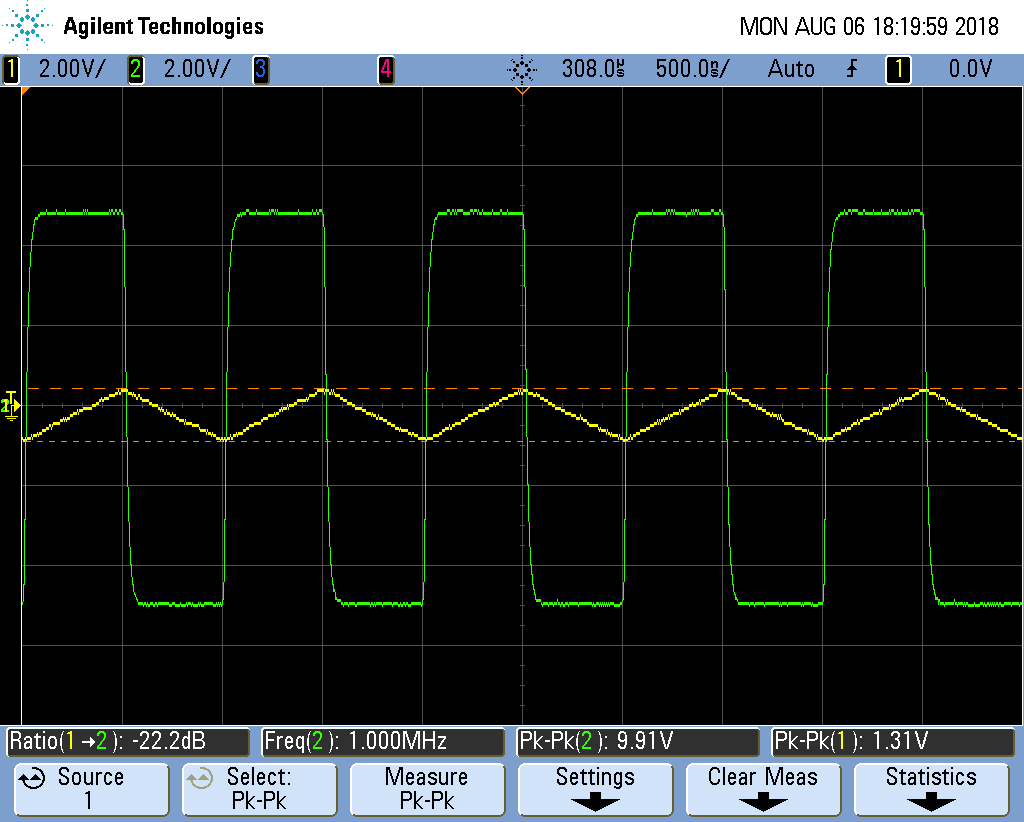 Agilent Technologies MON AUG 06 18:19:59 2018
1 2.00V/ 2 2.00V/ 3 4 308.0µs 500.0ns/ Auto 1 0.0V
Ratio(1→2): -22.2dB Freq(2): 1.000MHz Pk-Pk(2): 9.91V Pk-Pk(1): 1.31V
Source Select: Measure Settings Clear Meas Statistics
1 Pk-Pk Pk-Pk